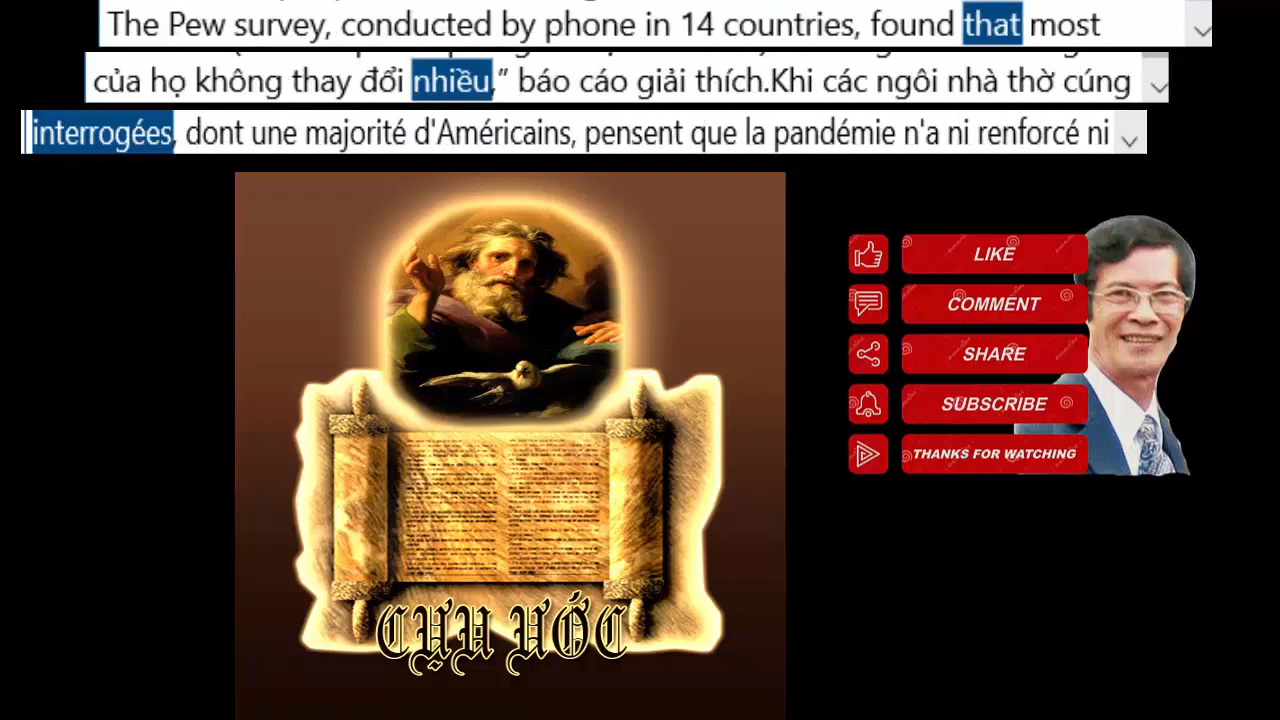 The Pew survey, conducted by phone in 14 countries, found that most
của họ không thay đổi nhiều,” báo cáo giải thích.Khi các ngôi nhà thờ cúng
interrogées, dont une majorité d'Américains, pensent que la pandémie n'a ni renforcé ni
LIKE
COMMENT
SHARE
SUBSCRIBE
THANKS FOR WATCHING
CỰU ƯỚC